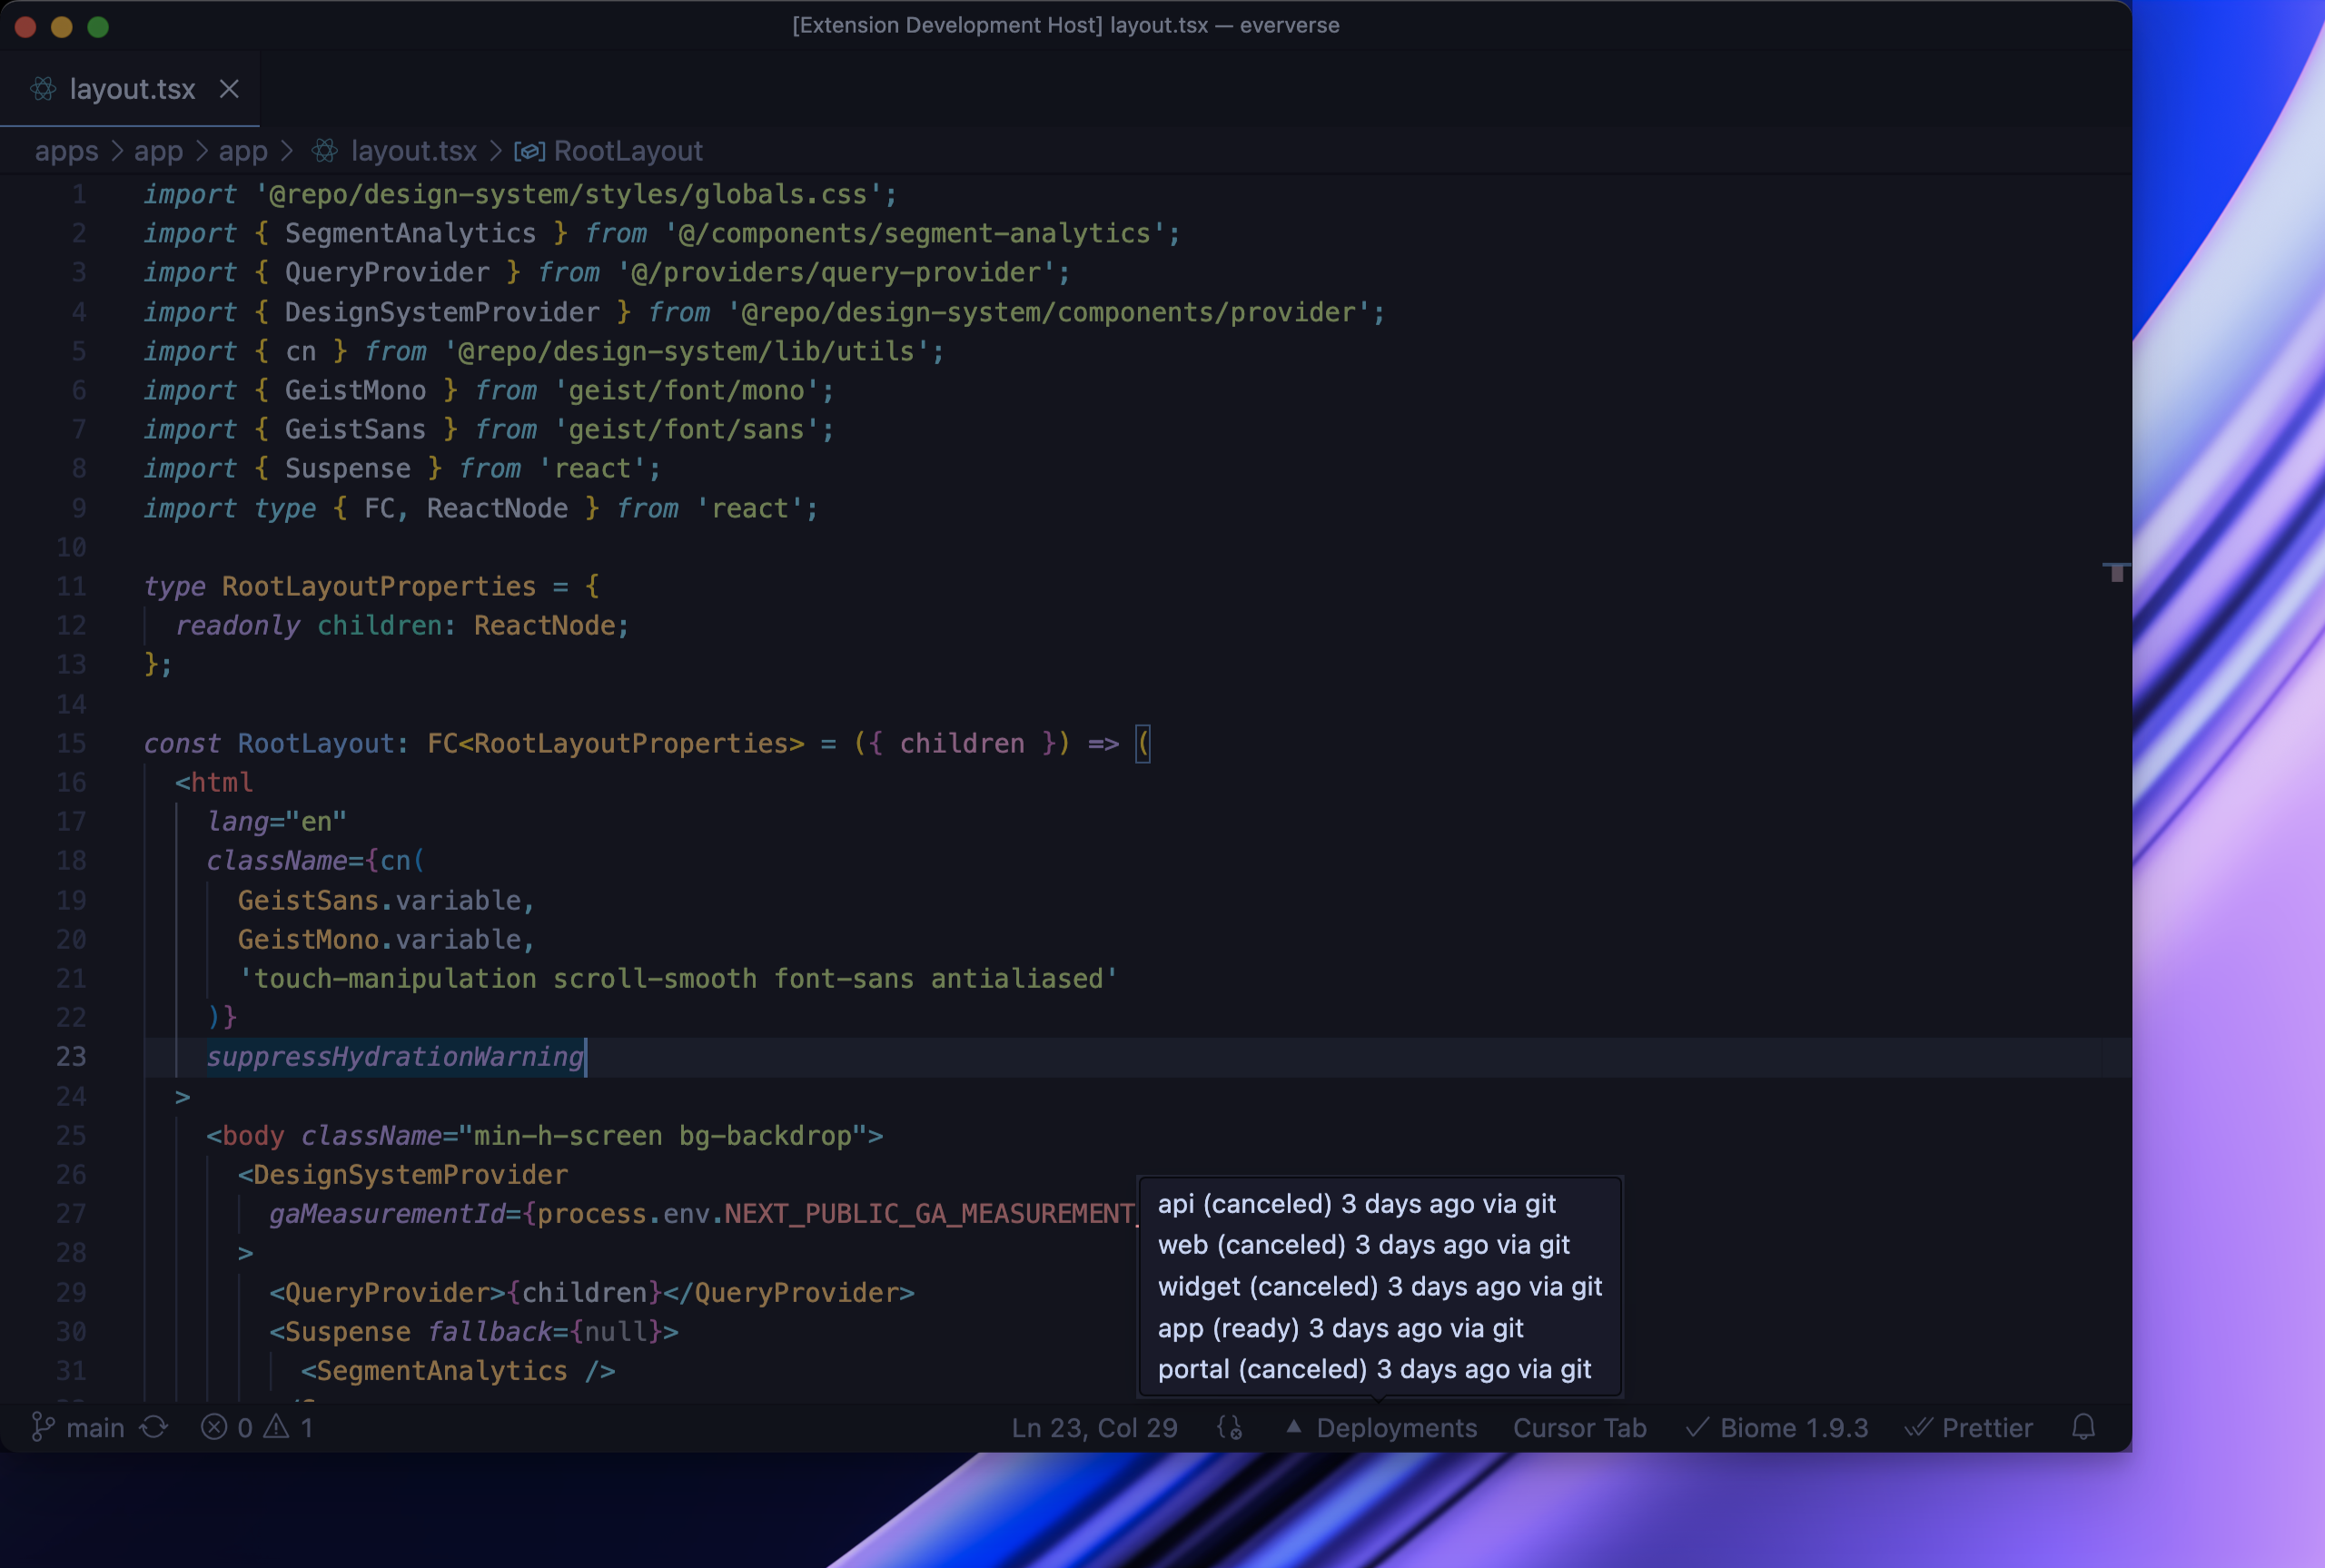 [Extension Development Host] layout.tsx — eververse
layout.tsx
apps > app > app > layout.tsx > RootLayout
1 import '@repo/design-system/styles/globals.css';
2 import { SegmentAnalytics } from '@/components/segment-analytics';
3 import { QueryProvider } from '@/providers/query-provider';
4 import { DesignSystemProvider } from '@repo/design-system/components/provider';
5 import { cn } from '@repo/design-system/lib/utils';
6 import { GeistMono } from 'geist/font/mono';
7 import { GeistSans } from 'geist/font/sans';
8 import { Suspense } from 'react';
9 import type { FC, ReactNode } from 'react';
10
11 type RootLayoutProperties = {
12 readonly children: ReactNode;
13 };
14
15 const RootLayout: FC<RootLayoutProperties> = ({ children }) => (
16 <html
17 lang="en"
18 className={cn(
19 GeistSans.variable,
20 GeistMono.variable,
21 'touch-manipulation scroll-smooth font-sans antialiased'
22 )}
23 suppressHydrationWarning
24 >
25 <body className="min-h-screen bg-backdrop">
26 <DesignSystemProvider
27 gaMeasurementId={process.env.NEXT_PUBLIC_GA_MEASUREMENT_
28 >
29 <QueryProvider>{children}</QueryProvider>
30 <Suspense fallback={null}>
31 <SegmentAnalytics />
api (canceled) 3 days ago via git
web (canceled) 3 days ago via git
widget (canceled) 3 days ago via git
app (ready) 3 days ago via git
portal (canceled) 3 days ago via git
main 0 1 Ln 23, Col 29 Deployments Cursor Tab Biome 1.9.3 Prettier